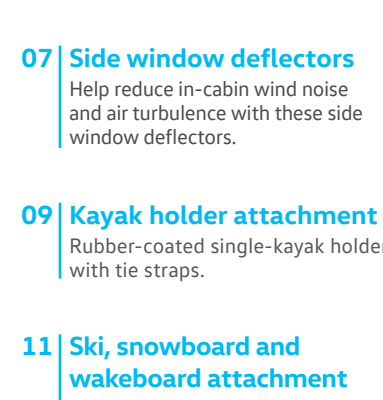 07 Side window deflectors
Help reduce in-cabin wind noise
and air turbulence with these side
window deflectors.
09 Kayak holder attachment
Rubber-coated single-kayak holder
with tie straps.
11 Ski, snowboard and
wakeboard attachment